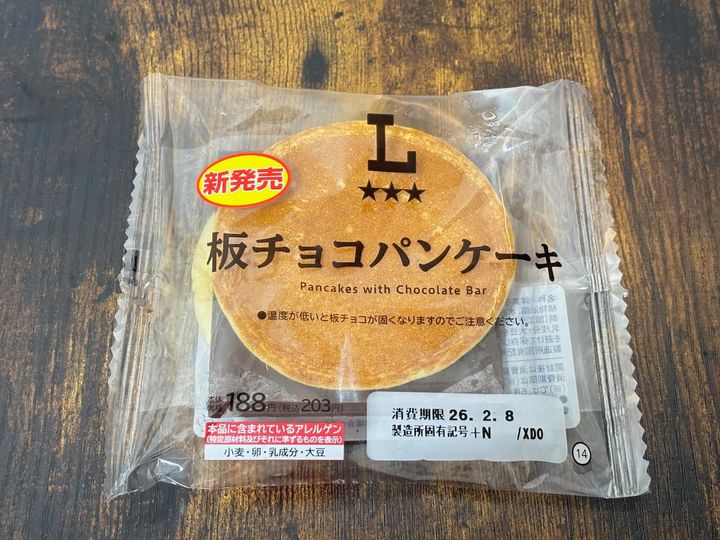 L
★★★
新発売
板チョコパンケーキ
Pancakes with Chocolate Bar
●温度が低いと板チョコが固くなりますのでご注意ください。
本体価格188円(税込203円)
本品に含まれているアレルゲン
(特定原材料及びそれに準ずるものを表示)
小麦・卵・乳成分・大豆
消費期限 26. 2. 8
製造所固有記号+N /XDO
14